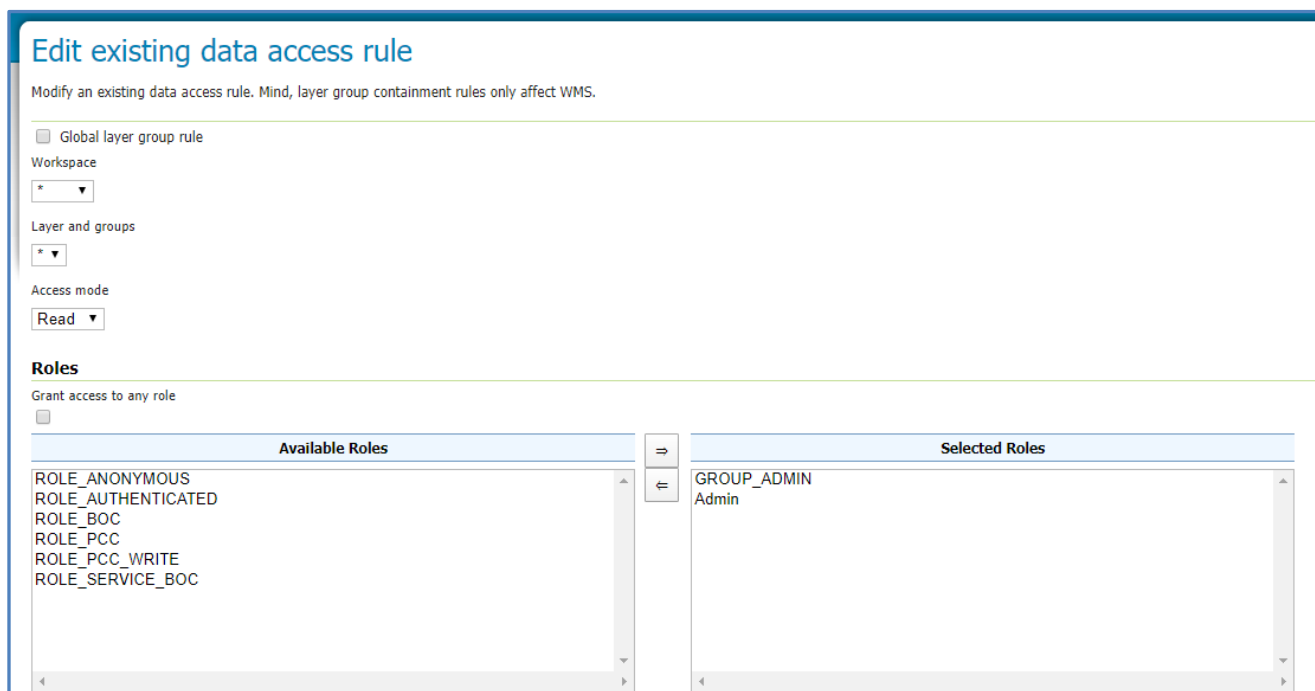 Edit existing data access rule
Modify an existing data access rule. Mind, layer group containment rules only affect WMS.
Global layer group rule
Workspace
*
Layer and groups
*
Access mode
Read
Roles
Grant access to any role
Available Roles
⇒
Selected Roles
ROLE_ANONYMOUS
ROLE_AUTHENTICATED
ROLE_BOC
ROLE_PCC
ROLE_PCC_WRITE
ROLE_SERVICE_BOC
⇐
GROUP_ADMIN
Admin